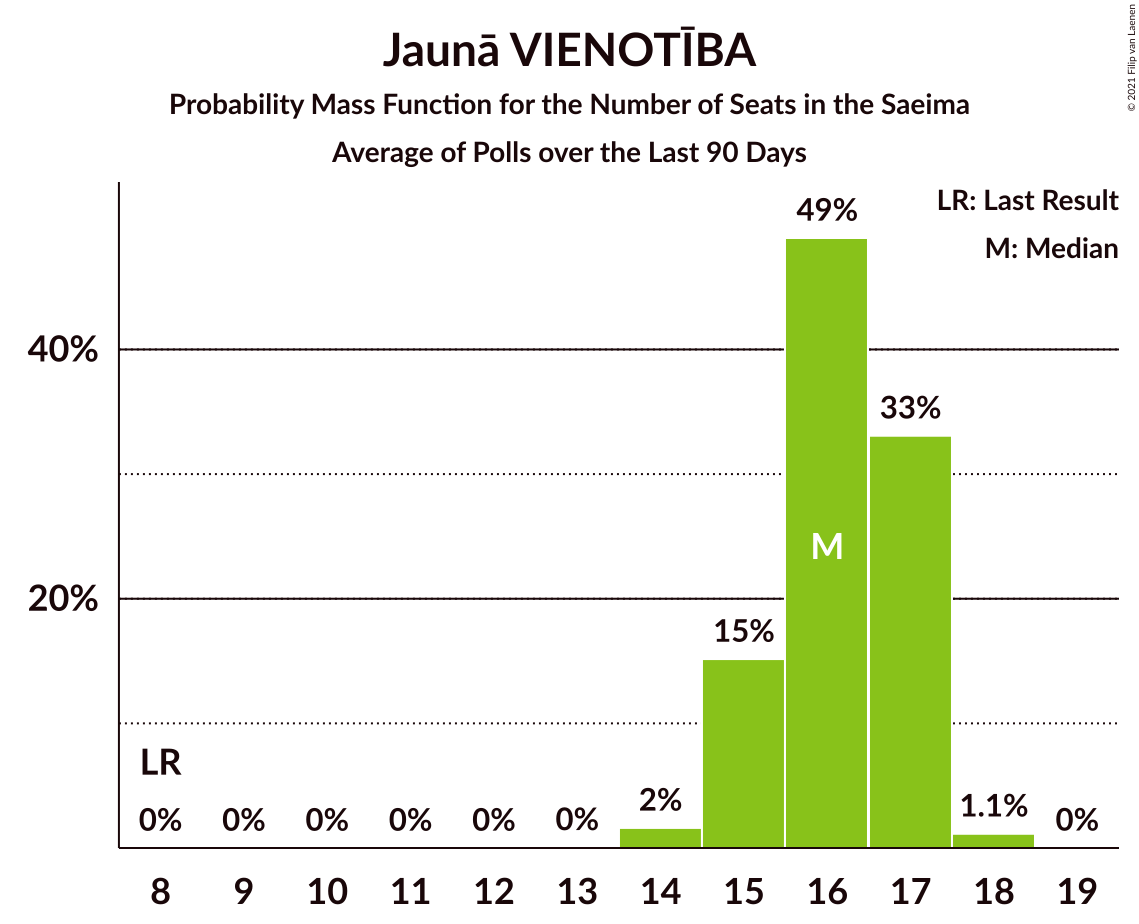 Jaunā VIENOTĪBA
Probability Mass Function for the Number of Seats in the Saeima
Average of Polls over the Last 90 Days
© 2021 Filip van Laenen
LR: Last Result
M: Median
49%
40%
33%
M
20%
15%
LR
0% 0% 0% 0% 0% 0% 2% 1.1% 0%
8 9 10 11 12 13 14 15 16 17 18 19